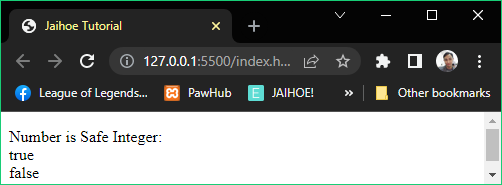 Jaihoe Tutorial
127.0.0.1:5500/index.h...
League of Legends... PawHub JAIHOE! » Other bookmarks
Number is Safe Integer:
true
false